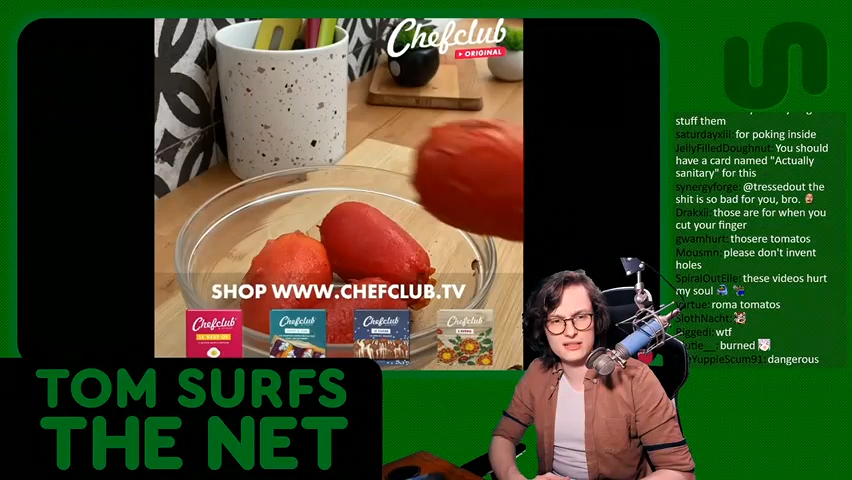 Chefclub
ORIGINAL
SHOP WWW.CHEFCLUB.TV
Chefclub
Chefclub
Chefclub
Chefclub
TOM SURFS
THE NET
stuff them
saturdayxiii: for poking inside
JellyFilledDoughnut: You should
have a card named "Actually
sanitary" for this
synergyforge: @tressedout the
shit is so bad for you, bro.
Drakxii: those are for when you
cut your finger
gwamhurt: thosere tomatos
Mousmn: please don't invent
holes
SpiralOutElle: these videos hurt
my soul
virtue: roma tomatos
SlothNacht:
Piggedi: wtf
burned
YuppieScum91: dangerous